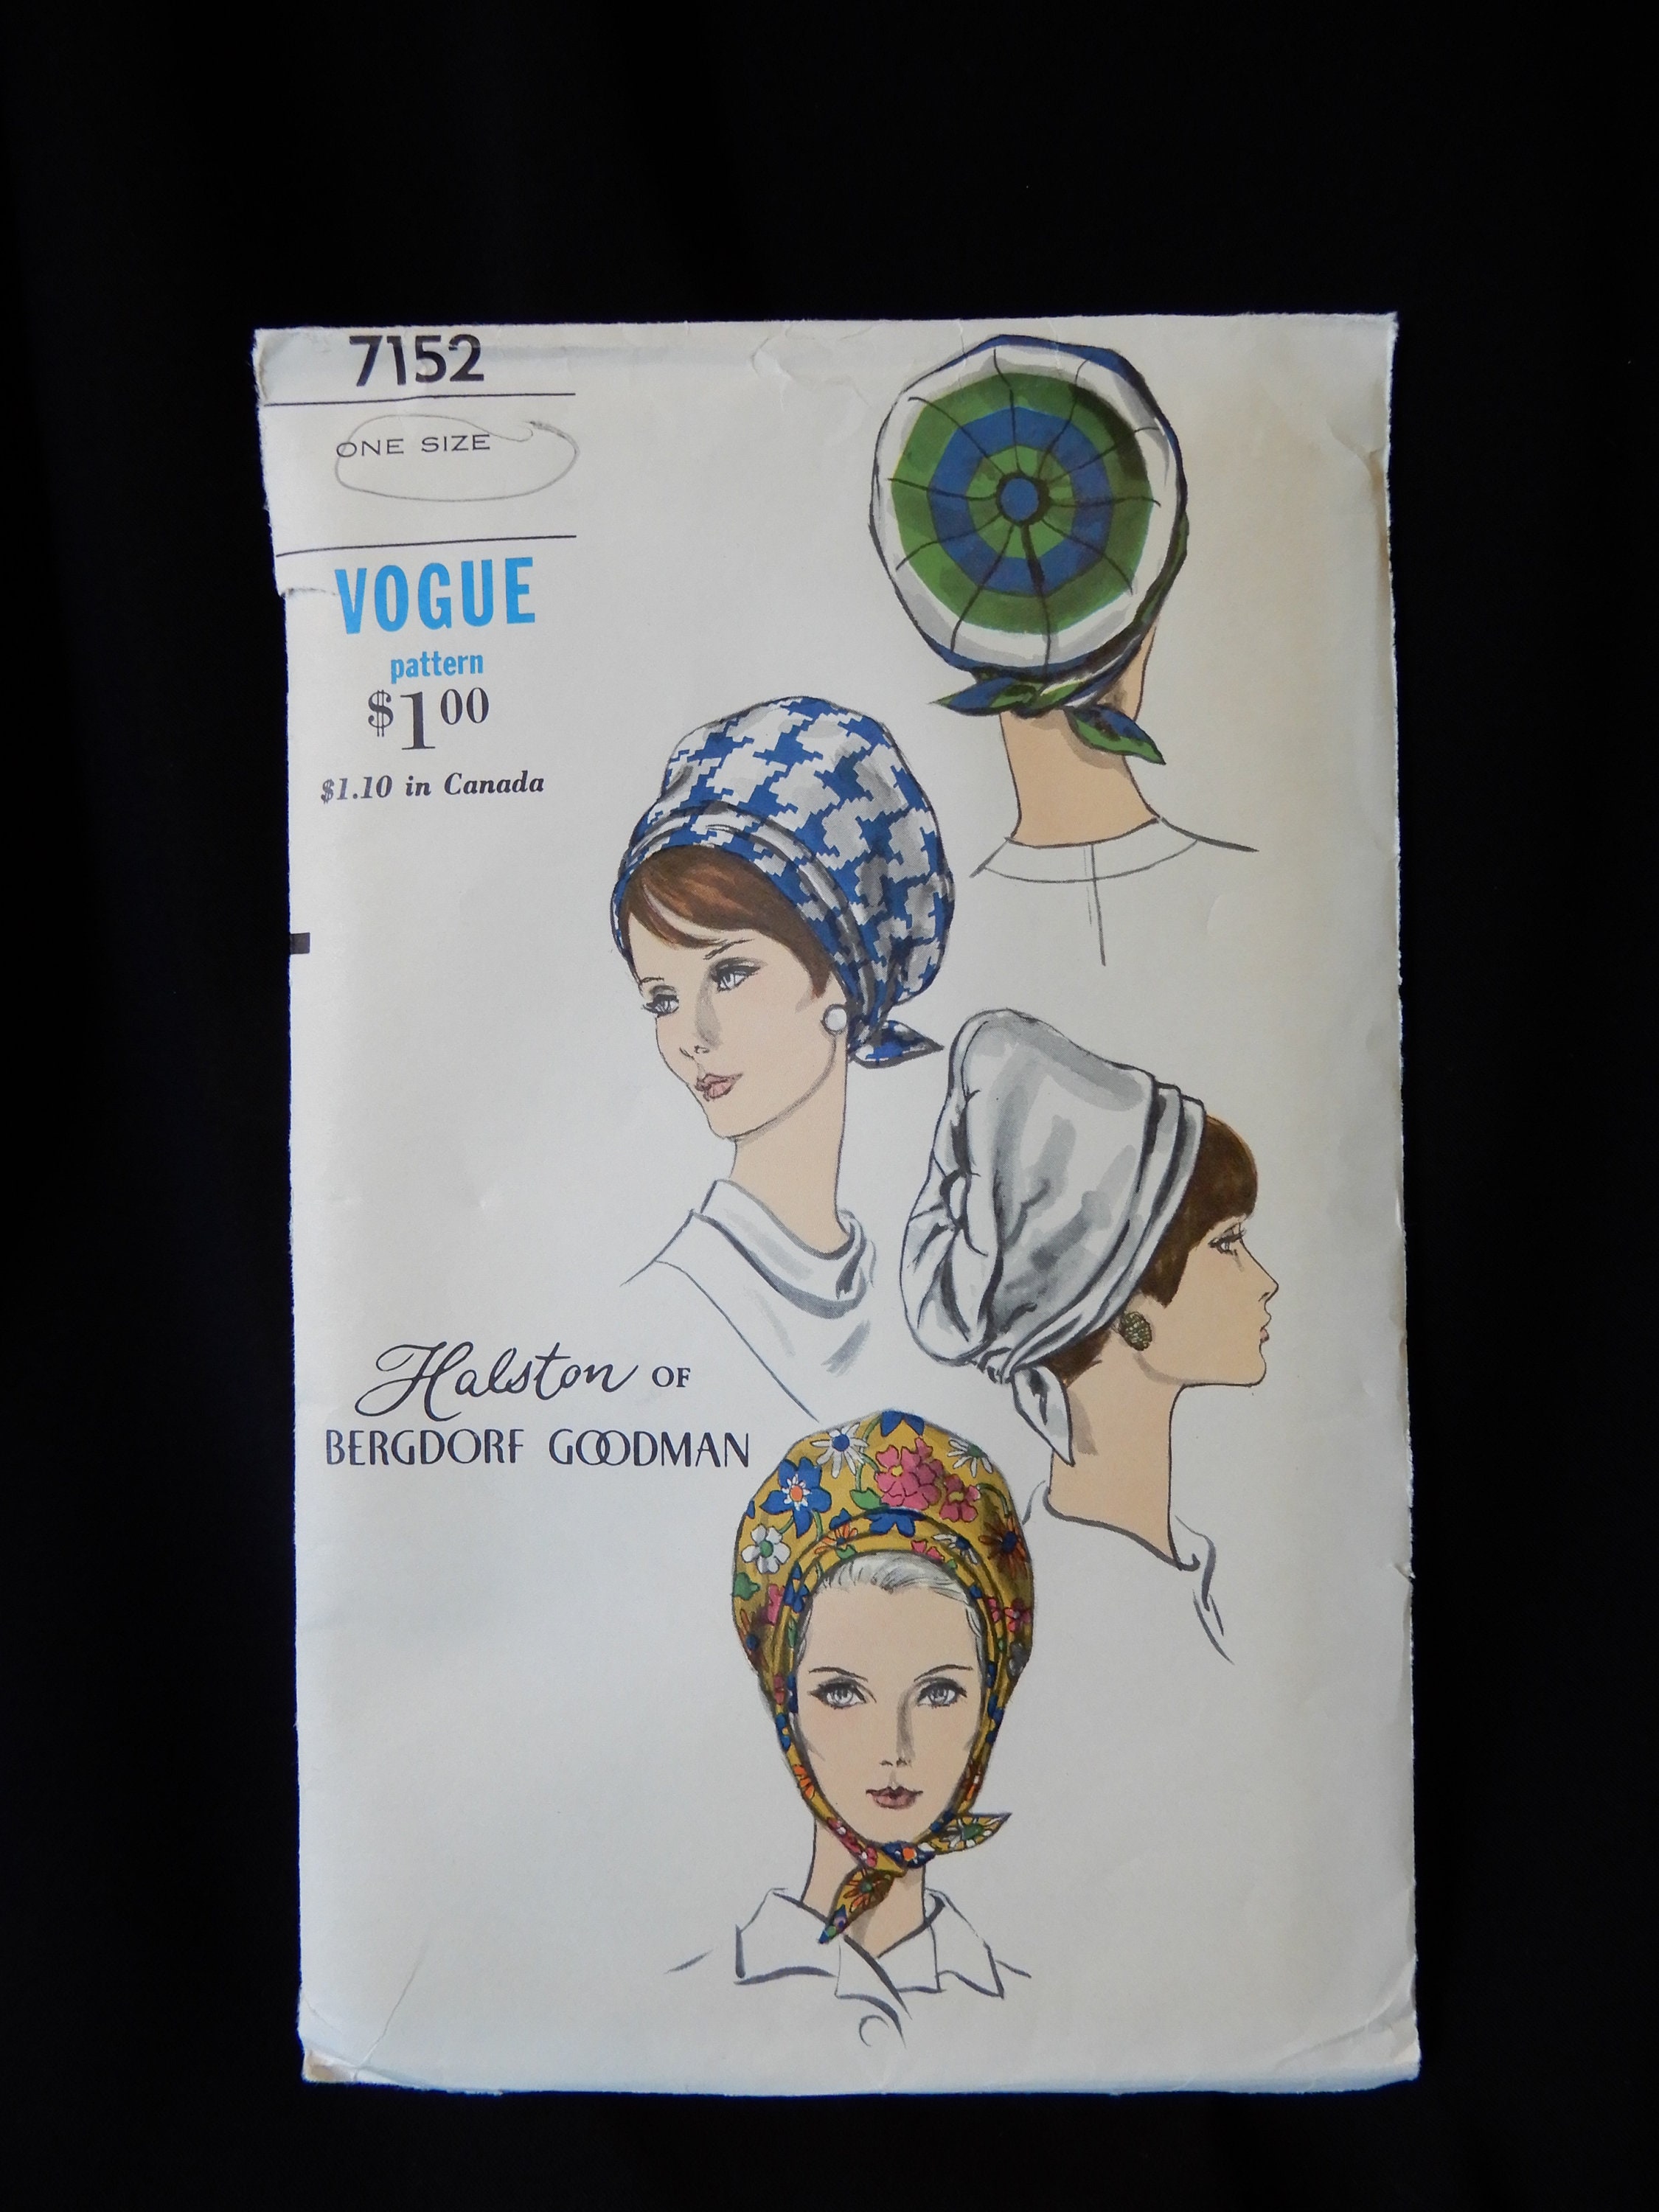 7152
ONE SIZE
VOGUE
pattern
$1.00
$1.10 in Canada
Halston OF
BERGDORF GOODMAN